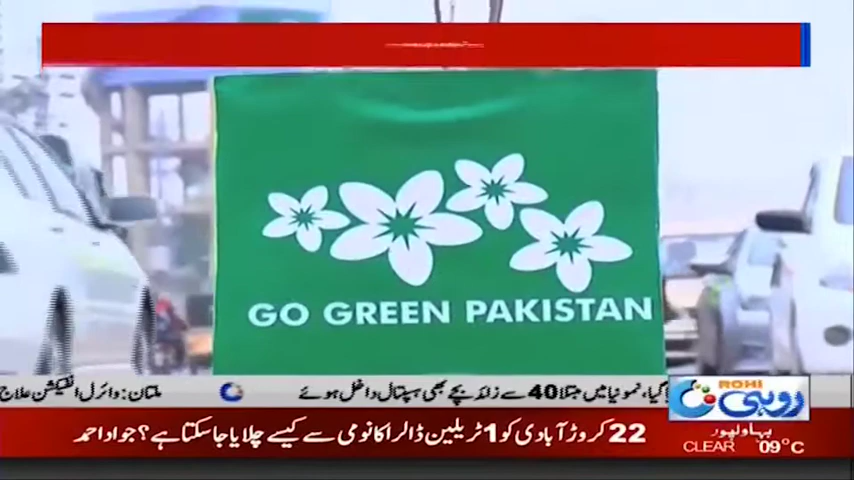 GO GREEN PAKISTAN
گیا، نمونیا میں مبتلا 40 سے زائد بچے بھی ہسپتال داخل ہوئے
ملتان: وائرل انفیکشن علاج
ROHI
روہی
22 کروڑ آبادی کو 1 ٹریلین ڈالر اکانومی سے کیسے چلایا جا سکتا ہے؟ جواد احمد
بہاولپور
CLEAR 09°C